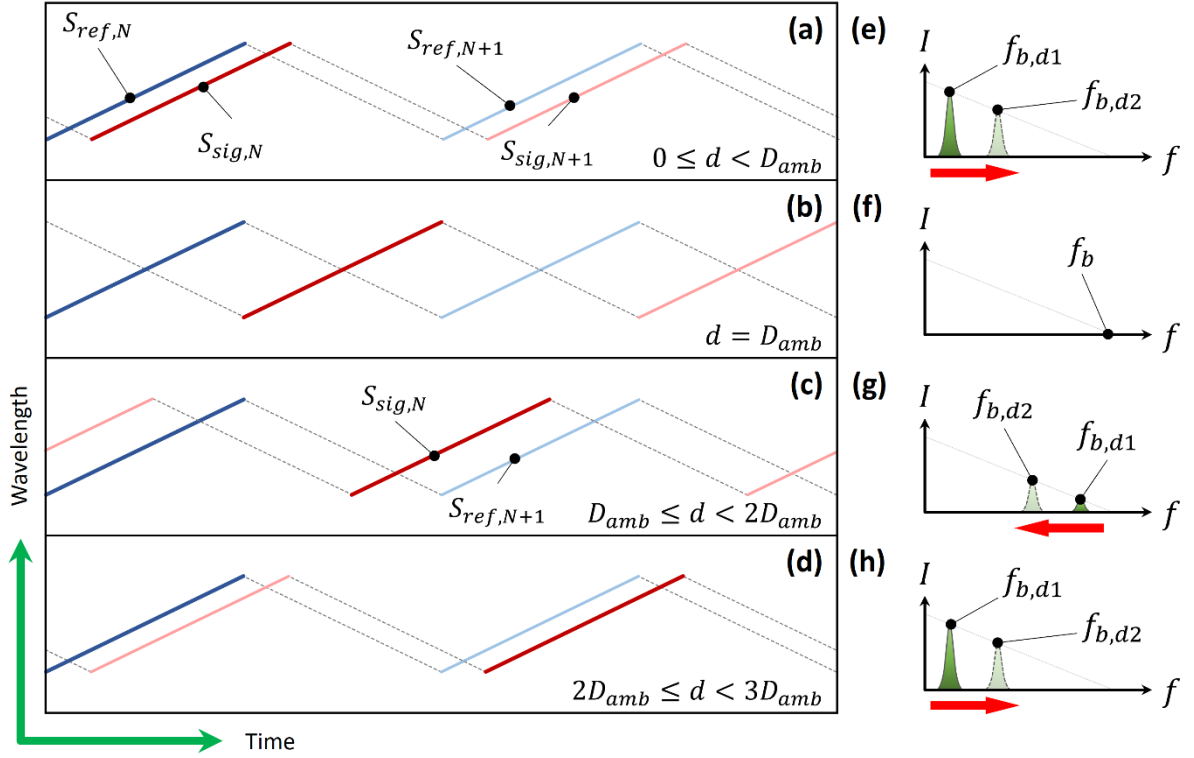 (a)
S_{ref,N}
S_{sig,N}
S_{ref,N+1}
S_{sig,N+1}
0 ≤ d < D_{amb}
(e)
I
f_{b,d1}
f_{b,d2}
f
(b)
d = D_{amb}
(f)
I
f_b
f
(c)
S_{sig,N}
S_{ref,N+1}
D_{amb} ≤ d < 2D_{amb}
(g)
I
f_{b,d2}
f_{b,d1}
f
(d)
2D_{amb} ≤ d < 3D_{amb}
(h)
I
f_{b,d1}
f_{b,d2}
f
Wavelength
Time